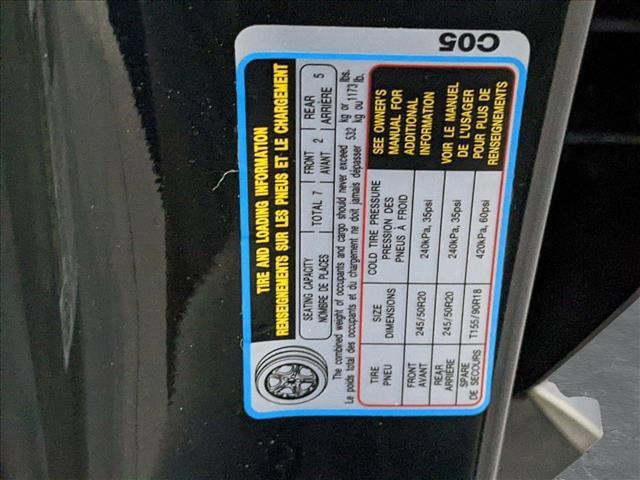 C05
TIRE AND LOADING INFORMATION
RENSEIGNEMENTS SUR LES PNEUS ET LE CHARGEMENT
SEATING CAPACITY
NOMBRE DE PLACES
TOTAL 7
FRONT
AVANT
2
REAR
ARRIÈRE
5
The combined weight of occupants and cargo should never exceed 532 kg or 1173 lbs.
Le poids total des occupants et du chargement ne doit jamais dépasser 532 kg ou 1173 lb.
TIRE
PNEU
SIZE
DIMENSIONS
COLD TIRE PRESSURE
PRESSION DES
PNEUS À FROID
FRONT
AVANT
245/50R20
240kPa, 35psi
REAR
ARRIÈRE
245/50R20
240kPa, 35psi
SPARE
DE SECOURS
T155/90R18
420kPa, 60psi
SEE OWNER'S
MANUAL FOR
ADDITIONAL
INFORMATION
VOIR LE MANUEL
DE L'USAGER
POUR PLUS DE
RENSEIGNEMENTS